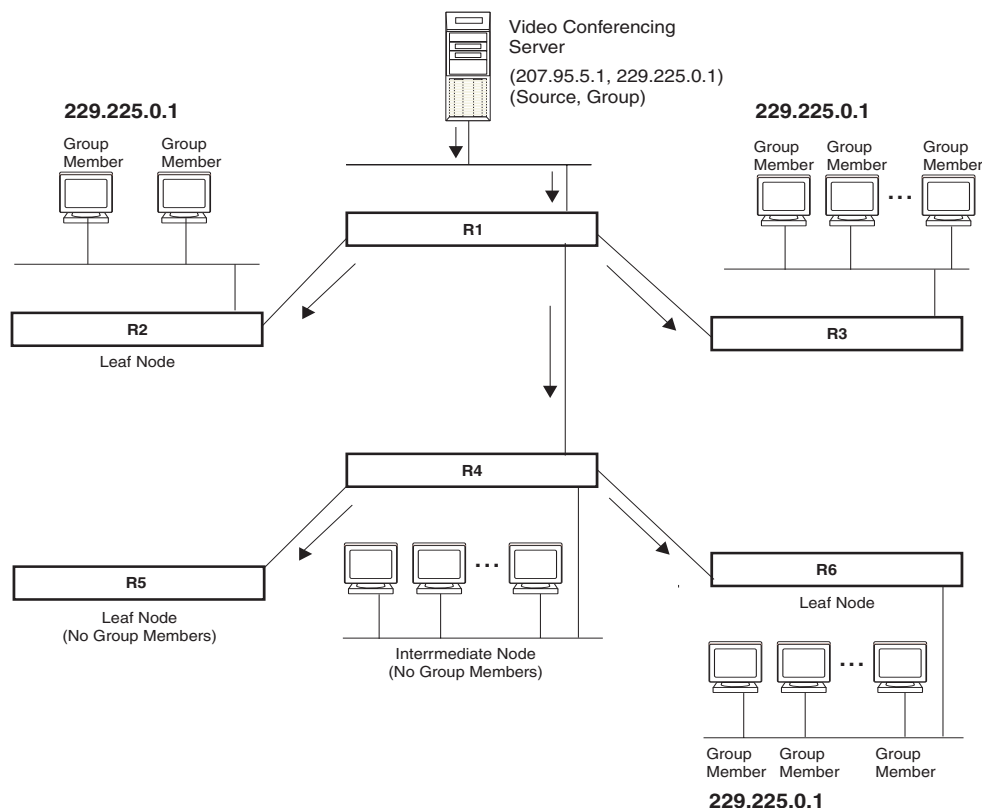 Video Conferencing
Server
(207.95.5.1, 229.225.0.1)
(Source, Group)
229.225.0.1
Group
Member
Group
Member
229.225.0.1
Group
Member
Group
Member
...
Group
Member
R1
R2
Leaf Node
R3
R4
R5
Leaf Node
(No Group Members)
...
Interrmediate Node
(No Group Members)
R6
Leaf Node
...
Group
Member
Group
Member
Group
Member
229.225.0.1